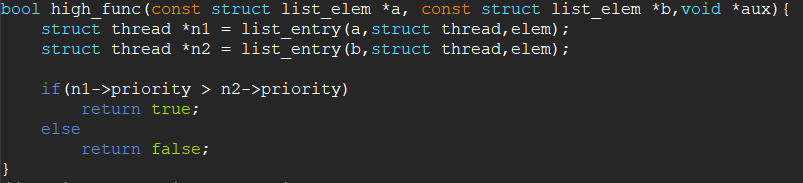 bool high_func(const struct list_elem *a, const struct list_elem *b,void *aux){
    struct thread *n1 = list_entry(a,struct thread,elem);
    struct thread *n2 = list_entry(b,struct thread,elem);

    if(n1->priority > n2->priority)
        return true;
    else
        return false;
}